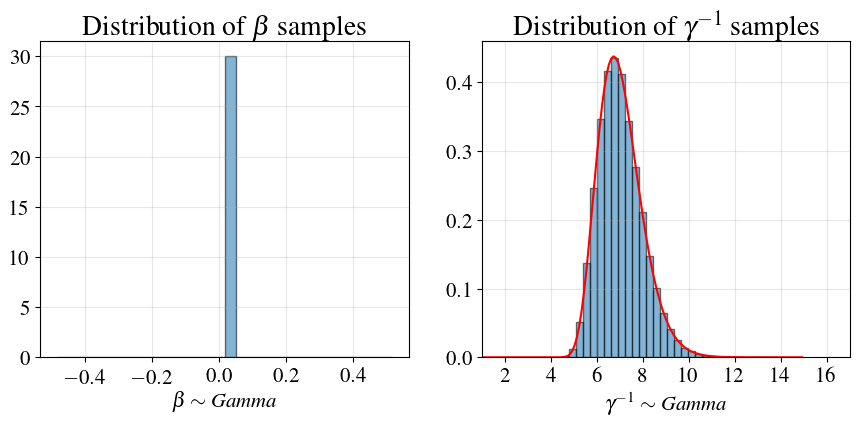 Distribution of β samples
30
25
20
15
10
5
0
−0.4 −0.2 0.0 0.2 0.4
β ~ Gamma
Distribution of γ⁻¹ samples
0.4
0.3
0.2
0.1
0.0
2 4 6 8 10 12 14 16
γ⁻¹ ~ Gamma